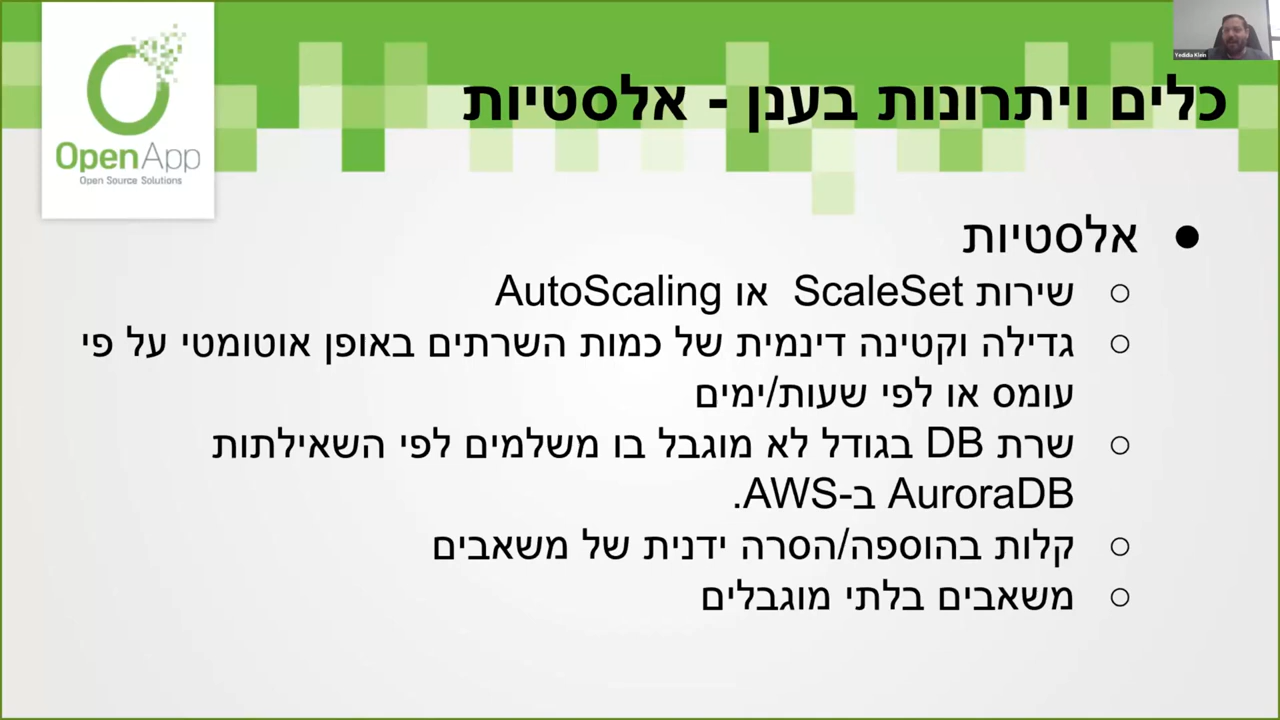 OpenApp
Open Source Solutions
Yedidia Klein
כלים ויתרונות בענן - אלסטיות
● אלסטיות
○ שירות ScaleSet או AutoScaling
○ גדילה וקטינה דינמית של כמות השרתים באופן אוטומטי על פי
עומס או לפי שעות/ימים
○ שרת DB בגודל לא מוגבל בו משלמים לפי השאילתות
AuroraDB ב-AWS.
○ קלות בהוספה/הסרה ידנית של משאבים
○ משאבים בלתי מוגבלים